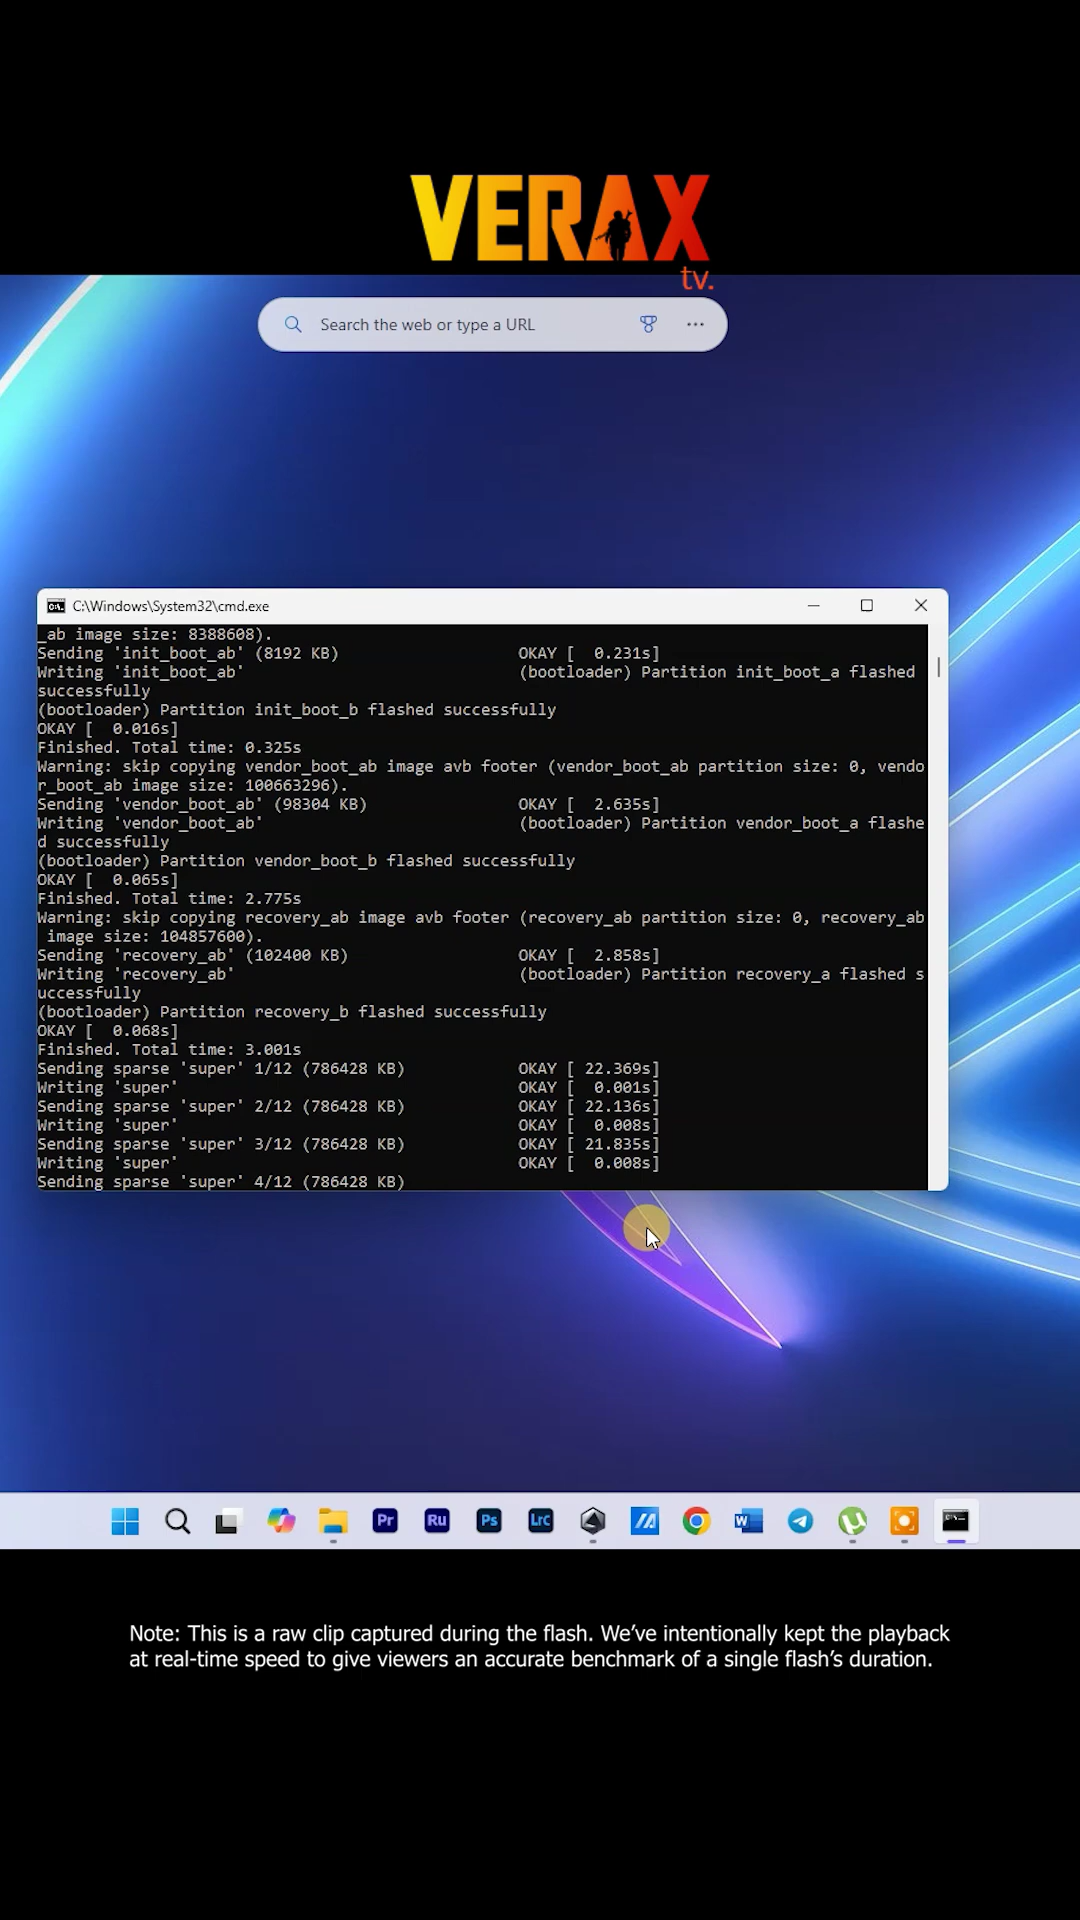 VERAX
tv.
Search the web or type a URL
C:\Windows\System32\cmd.exe
_ab image size: 8388608).
Sending 'init_boot_ab' (8192 KB) OKAY [ 0.231s]
Writing 'init_boot_ab' (bootloader) Partition init_boot_a flashed
successfully
(bootloader) Partition init_boot_b flashed successfully
OKAY [ 0.016s]
Finished. Total time: 0.325s
Warning: skip copying vendor_boot_ab image avb footer (vendor_boot_ab partition size: 0, vendo
r_boot_ab image size: 100663296).
Sending 'vendor_boot_ab' (98304 KB) OKAY [ 2.635s]
Writing 'vendor_boot_ab' (bootloader) Partition vendor_boot_a flashe
d successfully
(bootloader) Partition vendor_boot_b flashed successfully
OKAY [ 0.065s]
Finished. Total time: 2.775s
Warning: skip copying recovery_ab image avb footer (recovery_ab partition size: 0, recovery_ab
image size: 104857600).
Sending 'recovery_ab' (102400 KB) OKAY [ 2.858s]
Writing 'recovery_ab' (bootloader) Partition recovery_a flashed s
uccessfully
(bootloader) Partition recovery_b flashed successfully
OKAY [ 0.068s]
Finished. Total time: 3.001s
Sending sparse 'super' 1/12 (786428 KB) OKAY [ 22.369s]
Writing 'super' OKAY [ 0.001s]
Sending sparse 'super' 2/12 (786428 KB) OKAY [ 22.136s]
Writing 'super' OKAY [ 0.008s]
Sending sparse 'super' 3/12 (786428 KB) OKAY [ 21.835s]
Writing 'super' OKAY [ 0.008s]
Sending sparse 'super' 4/12 (786428 KB)
Pr Ru Ps Lrc W
Note: This is a raw clip captured during the flash. We've intentionally kept the playback
at real-time speed to give viewers an accurate benchmark of a single flash's duration.